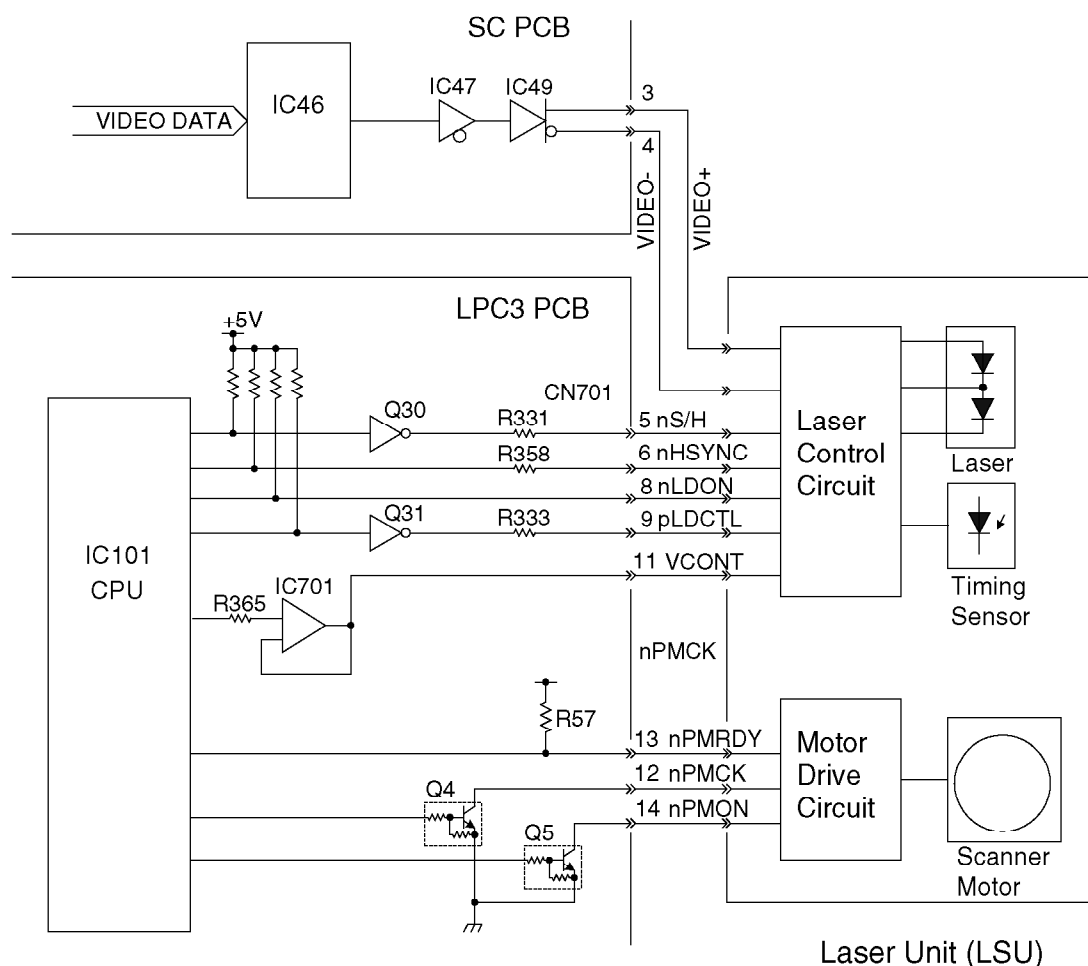 SC PCB
IC46
IC47
IC49
VIDEO DATA
3
4
VIDEO-
VIDEO+
LPC3 PCB
+5V
CN701
Q30
R331
5 nS/H
R358
6 nHSYNC
8 nLDON
Q31
R333
9 pLDCTL
11 VCONT
Laser
Control
Circuit
Laser
Timing
Sensor
IC101
CPU
R365
IC701
nPMCK
R57
13 nPMRDY
12 nPMCK
14 nPMON
Q4
Q5
Motor
Drive
Circuit
Scanner
Motor
Laser Unit (LSU)